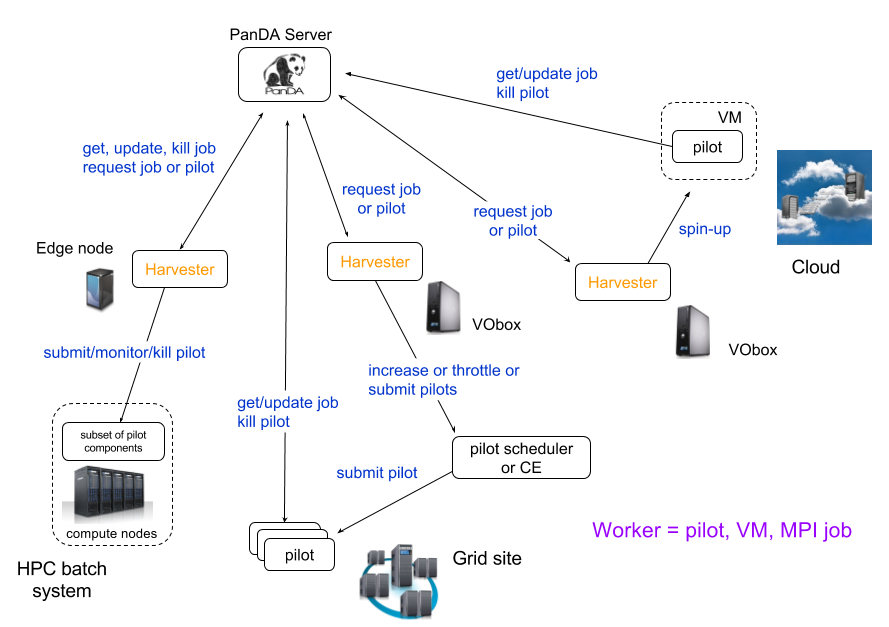 PanDA Server
PanDA
get/update job
kill pilot
VM
pilot
get, update, kill job
request job or pilot
request job
or pilot
request job
or pilot
spin-up
Edge node
Harvester
Harvester
Harvester
Cloud
VObox
VObox
submit/monitor/kill pilot
increase or throttle or
submit pilots
get/update job
kill pilot
subset of pilot
components
pilot scheduler
or CE
submit pilot
compute nodes
Worker = pilot, VM, MPI job
pilot
Grid site
HPC batch
system